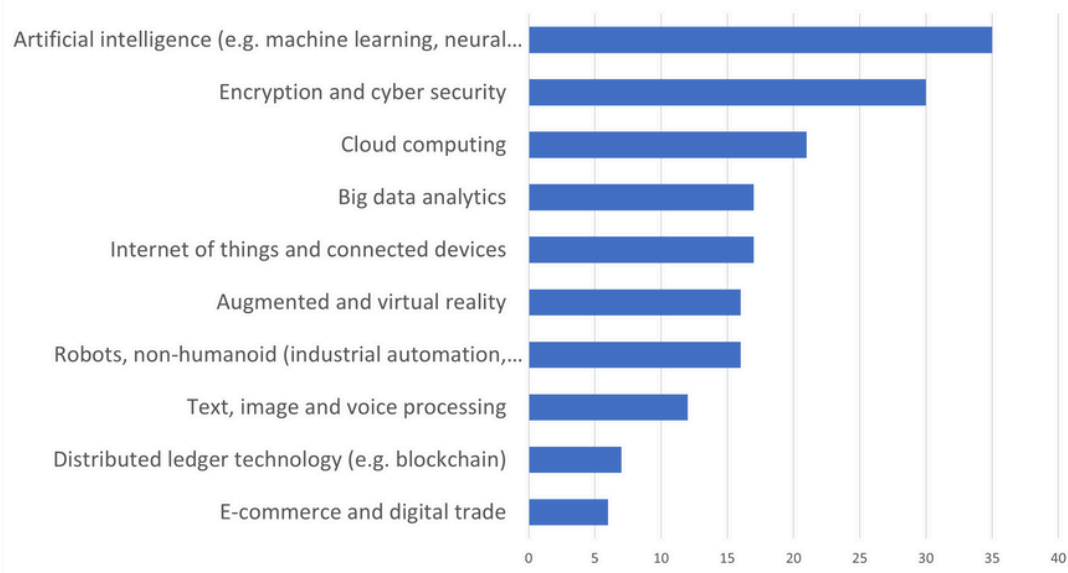 Artificial intelligence (e.g. machine learning, neural...
Encryption and cyber security
Cloud computing
Big data analytics
Internet of things and connected devices
Augmented and virtual reality
Robots, non-humanoid (industrial automation,...
Text, image and voice processing
Distributed ledger technology (e.g. blockchain)
E-commerce and digital trade
0 5 10 15 20 25 30 35 40